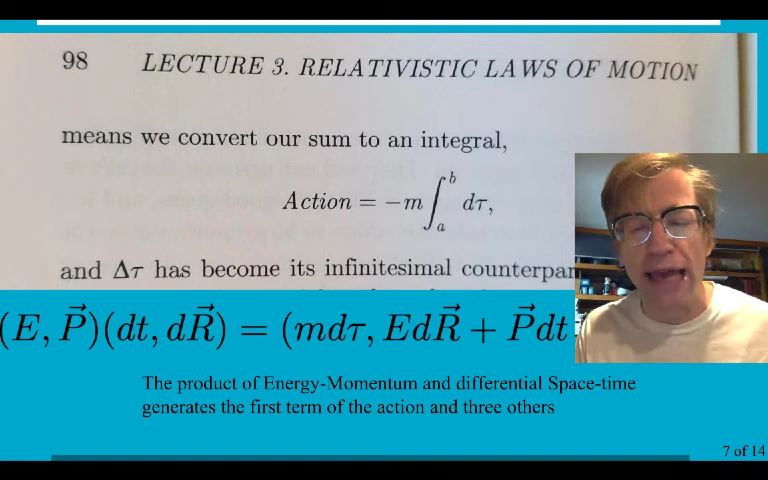 98 LECTURE 3. RELATIVISTIC LAWS OF MOTION
means we convert our sum to an integral,
Action = −m ∫_a^b dτ,
and Δτ has become its infinitesimal
(E, P⃗)(dt, dR⃗) = (mdτ, EdR⃗ + P⃗dt
The product of Energy-Momentum and differential Space-time
generates the first term of the action and three others
7 of 14